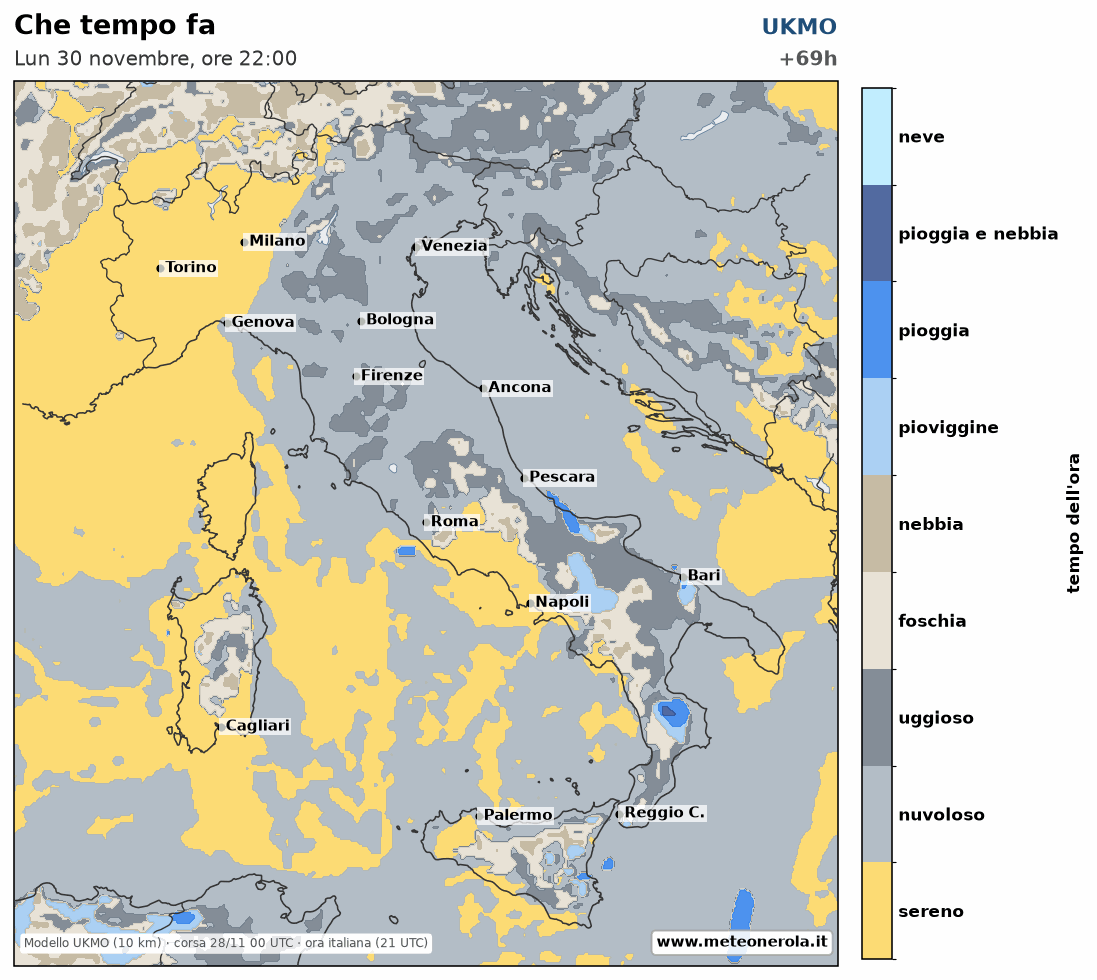 Che tempo fa
UKMO
Lun 30 novembre, ore 22:00
+69h
neve
pioggia e nebbia
pioggia
pioviggine
nebbia
foschia
uggioso
nuvoloso
sereno
tempo dell'ora
Milano
Venezia
Torino
Genova
Bologna
Firenze
Ancona
Pescara
Roma
Bari
Napoli
Cagliari
Palermo
Reggio C.
Modello UKMO (10 km) · corsa 28/11 00 UTC · ora italiana (21 UTC)
www.meteonerola.it